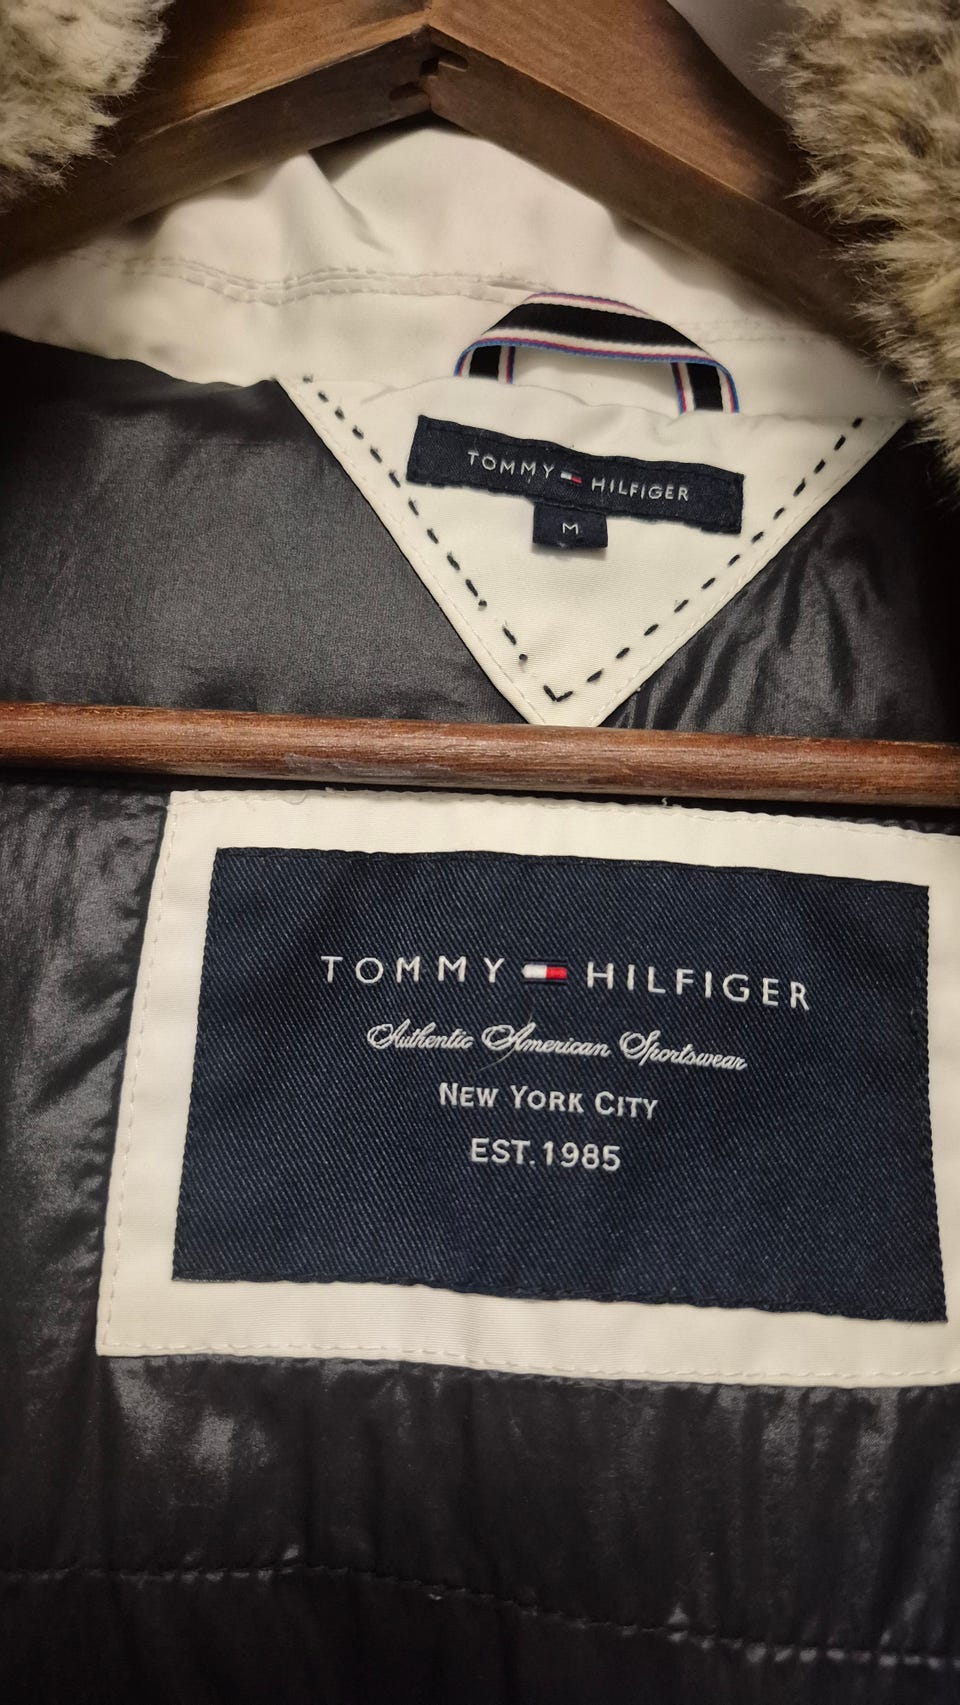 TOMMY HILFIGER
M
TOMMY HILFIGER
Authentic American Sportswear
NEW YORK CITY
EST. 1985